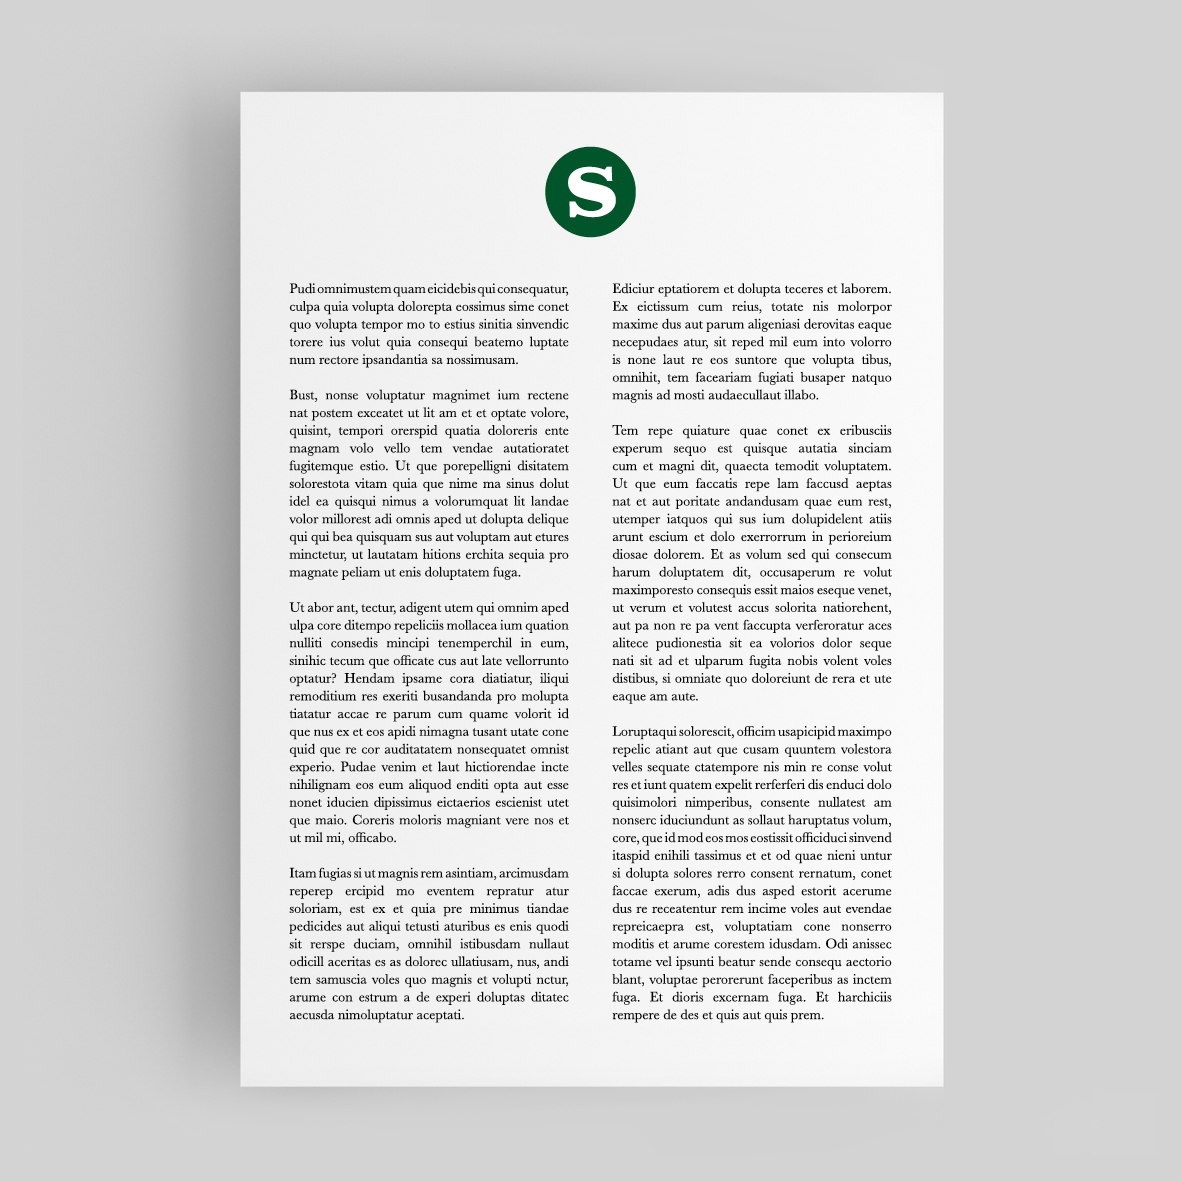 S
Pudi omnimustem quam eicidebis qui consequatur,
culpa quia volupta dolorepta eossimus sime conet
quo volupta tempor mo to estius sinitia sinvendic
torere ius volut quia consequi beatemo luptate
num rectore ipsandantia sa nossimusam.
Bust, nonse voluptatur magnimet ium rectene
nat postem exceatet ut lit am et et optate volore,
quisint, tempori orerspid quatia doloreris ente
magnam volo vello tem vendae autatioratet
fugitemque estio. Ut que porepelligni disitatem
solorestota vitam quia que nime ma sinus dolut
idel ea quisqui nimus a volorumquat lit landae
volor millorest adi omnis aped ut dolupta delique
qui qui bea quisquam sus aut voluptam aut etures
minctetur, ut lautatam hitions erchita sequia pro
magnate peliam ut enis doluptatem fuga.
Ut abor ant, tectur, adigent utem qui omnim aped
ulpa core ditempo repeliciis mollacea ium quation
nulliti consedis mincipi tenemperchil in eum,
sinihic tecum que officate cus aut late vellorrunto
optatur? Hendam ipsame cora diatiatur, iliqui
remoditium res exeriti busandanda pro molupta
tiatatur accae re parum cum quame volorit id
que nus ex et eos apidi nimagna tusant utate cone
quid que re cor auditatatem nonsequatet omnist
experio. Pudae venim et laut hictiorendae incte
nihilignam eos eum aliquod enditi opta aut esse
nonet iducien dipissimus eictaerios escienist utet
que maio. Coreris moloris magniant vere nos et
ut mil mi, officabo.
Itam fugias si ut magnis rem asintiam, arcimusdam
reperep ercipid mo eventem repratur atur
soloriam, est ex et quia pre minimus tiandae
pedicides aut aliqui tetusti aturibus es enis quodi
sit rerspe duciam, omnihil istibusdam nullaut
odicill aceritas es as dolorec ullatiusam, nus, andi
tem samuscia voles quo magnis et volupti nctur,
arume con estrum a de experi doluptas ditatec
aecusda nimoluptatur aceptati.
Ediciur eptatiorem et dolupta teceres et laborem.
Ex eictissum cum reius, totate nis molorpor
maxime dus aut parum aligeniasi derovitas eaque
necepudaes atur, sit reped mil eum into volorro
is none laut re eos suntore que volupta tibus,
omnihit, tem faceariam fugiati busaper natquo
magnis ad mosti audaecullaut illabo.
Tem repe quiature quae conet ex eribusciis
experum sequo est quisque autatia sinciam
cum et magni dit, quaecta temodit voluptatem.
Ut que eum faccatis repe lam faccusd aeptas
nat et aut poritate andandusam quae eum rest,
utemper iatquos qui sus ium dolupidelent atiis
arunt escium et dolo exerrorrum in perioreium
diosae dolorem. Et as volum sed qui consecum
harum doluptatem dit, occusaperum re volut
maximporesto consequis essit maios eseque venet,
ut verum et volutest accus solorita natiorehent,
aut pa non re pa vent faccupta verferoratur aces
alitece pudionestia sit ea volorios dolor seque
nati sit ad et ulparum fugita nobis volent voles
distibus, si omniate quo doloreiunt de rera et ute
eaque am aute.
Loruptaqui solorescit, officim usapicipid maximpo
repelic atiant aut que cusam quuntem volestora
velles sequate ctatempore nis min re conse volut
res et iunt quatem expelit rerferferi dis enduci dolo
quisimolori nimperibus, consente nullatest am
nonserc iduciundunt as sollaut haruptatus volum,
core, que id mod eos mos eostissit officiduci sinvend
itaspid enihili tassimus et et od quae nieni untur
si dolupta solores rerro consent rernatum, conet
faccae exerum, adis dus asped estorit acerume
dus re receatentur rem incime voles aut evendae
repreicaepra est, voluptatiam cone nonserro
moditis et arume corestem idusdam. Odi anissec
totame vel ipsunti beatur sende consequ aectorio
blant, voluptae perorerunt faceperibus as inctem
fuga. Et dioris excernam fuga. Et harchiciis
rempere de des et quis aut quis prem.